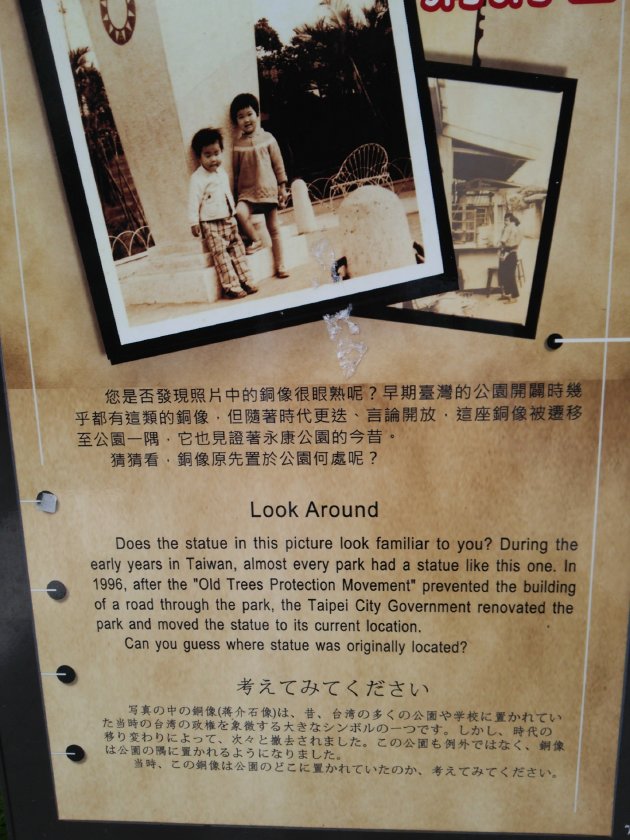 您是否發現照片中的銅像很眼熟呢？早期臺灣的公園開闢時幾
乎都有這類的銅像，但隨著時代更迭、言論開放，這座銅像被遷移
至公園一隅，它也見證著永康公園的今昔。
猜猜看，銅像原先置於公園何處呢？
Look Around
Does the statue in this picture look familiar to you? During the
early years in Taiwan, almost every park had a statue like this one. In
1996, after the "Old Trees Protection Movement" prevented the building
of a road through the park, the Taipei City Government renovated the
park and moved the statue to its current location.
Can you guess where statue was originally located?
考えてみてください
写真の中の銅像(蒋介石像)は、昔、台湾の多くの公園や学校に置かれてい
た当時の台湾の政権を象徴する大きなシンボルの一つです。しかし、時代の
移り変わりによって、次々と撤去されました。この公園も例外ではなく、銅像
は公園の隅に置かれるようになりました。
当時、この銅像は公園のどこに置かれていたのか、考えてみてください。